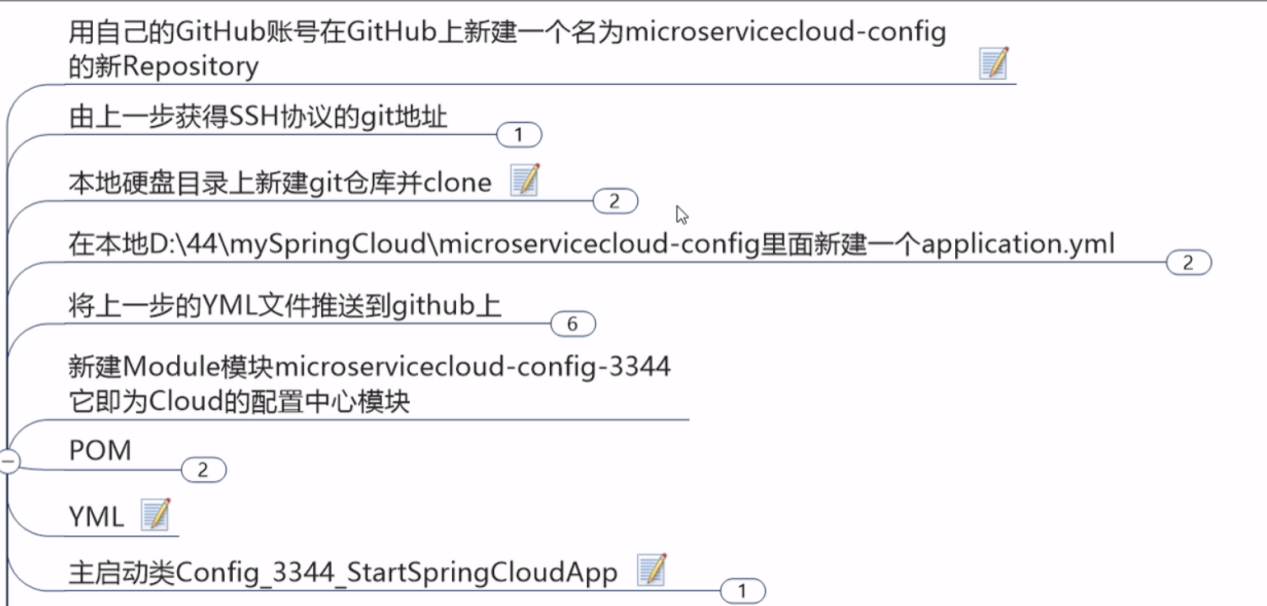 用自己的GitHub账号在GitHub上新建一个名为microservicecloud-config
的新Repository
由上一步获得SSH协议的git地址
1
本地硬盘目录上新建git仓库并clone
2
在本地D:\44\mySpringCloud\microservicecloud-config里面新建一个application.yml
2
将上一步的YML文件推送到github上
6
新建Module模块microservicecloud-config-3344
它即为Cloud的配置中心模块
POM
2
YML
主启动类Config_3344_StartSpringCloudApp
1